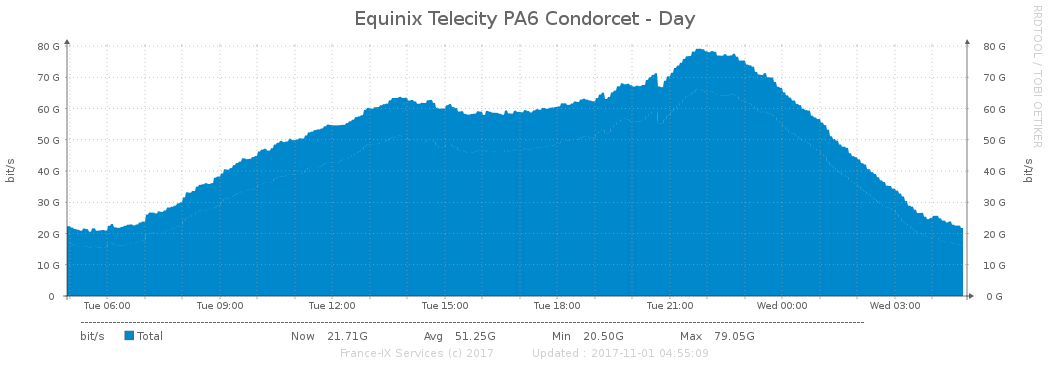 Equinix Telecity PA6 Condorcet - Day
RRDTOOL / TOBI OETIKER
80 G 80 G
70 G 70 G
60 G 60 G
50 G 50 G
40 G 40 G
30 G 30 G
20 G 20 G
10 G 10 G
0 0 G
bit/s bit/s
Tue 06:00 Tue 09:00 Tue 12:00 Tue 15:00 Tue 18:00 Tue 21:00 Wed 00:00 Wed 03:00
bit/s Total Now 21.71G Avg 51.25G Min 20.50G Max 79.05G
France-IX Services (c) 2017 Updated : 2017-11-01 04:55:09